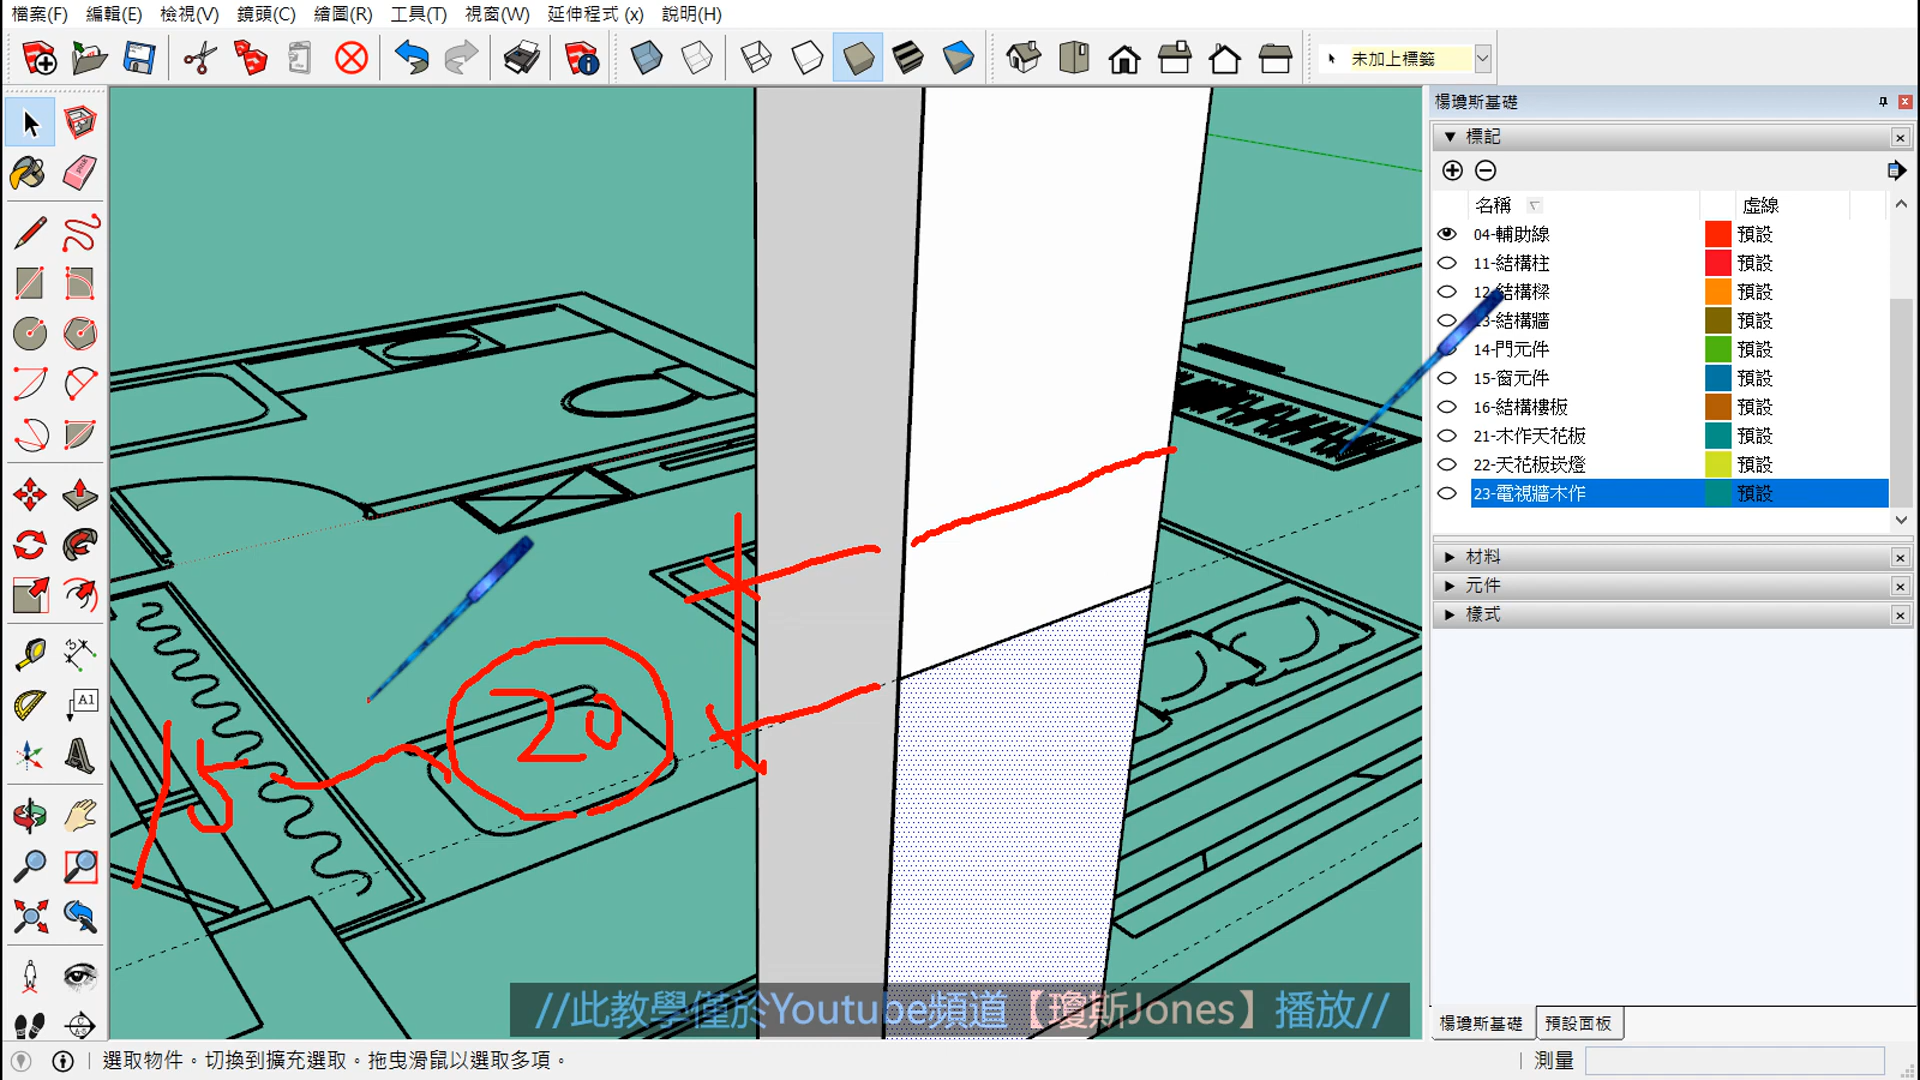 檔案(F) 編輯(E) 檢視(V) 鏡頭(C) 繪圖(R) 工具(T) 視窗(W) 延伸程式 (x) 說明(H)
未加上標籤
楊瓊斯基礎
標記
名稱 虛線
04-輔助線 預設
11-結構柱 預設
12-結構樑 預設
13-結構牆 預設
14-門元件 預設
15-窗元件 預設
16-結構樓板 預設
21-木作天花板 預設
22-天花板崁燈 預設
23-電視牆木作 預設
材料
元件
樣式
A1
20
15
//此教學僅於Youtube頻道【瓊斯Jones】播放//
楊瓊斯基礎 預設面板
選取物件。切換到擴充選取。拖曳滑鼠以選取多項。
測量